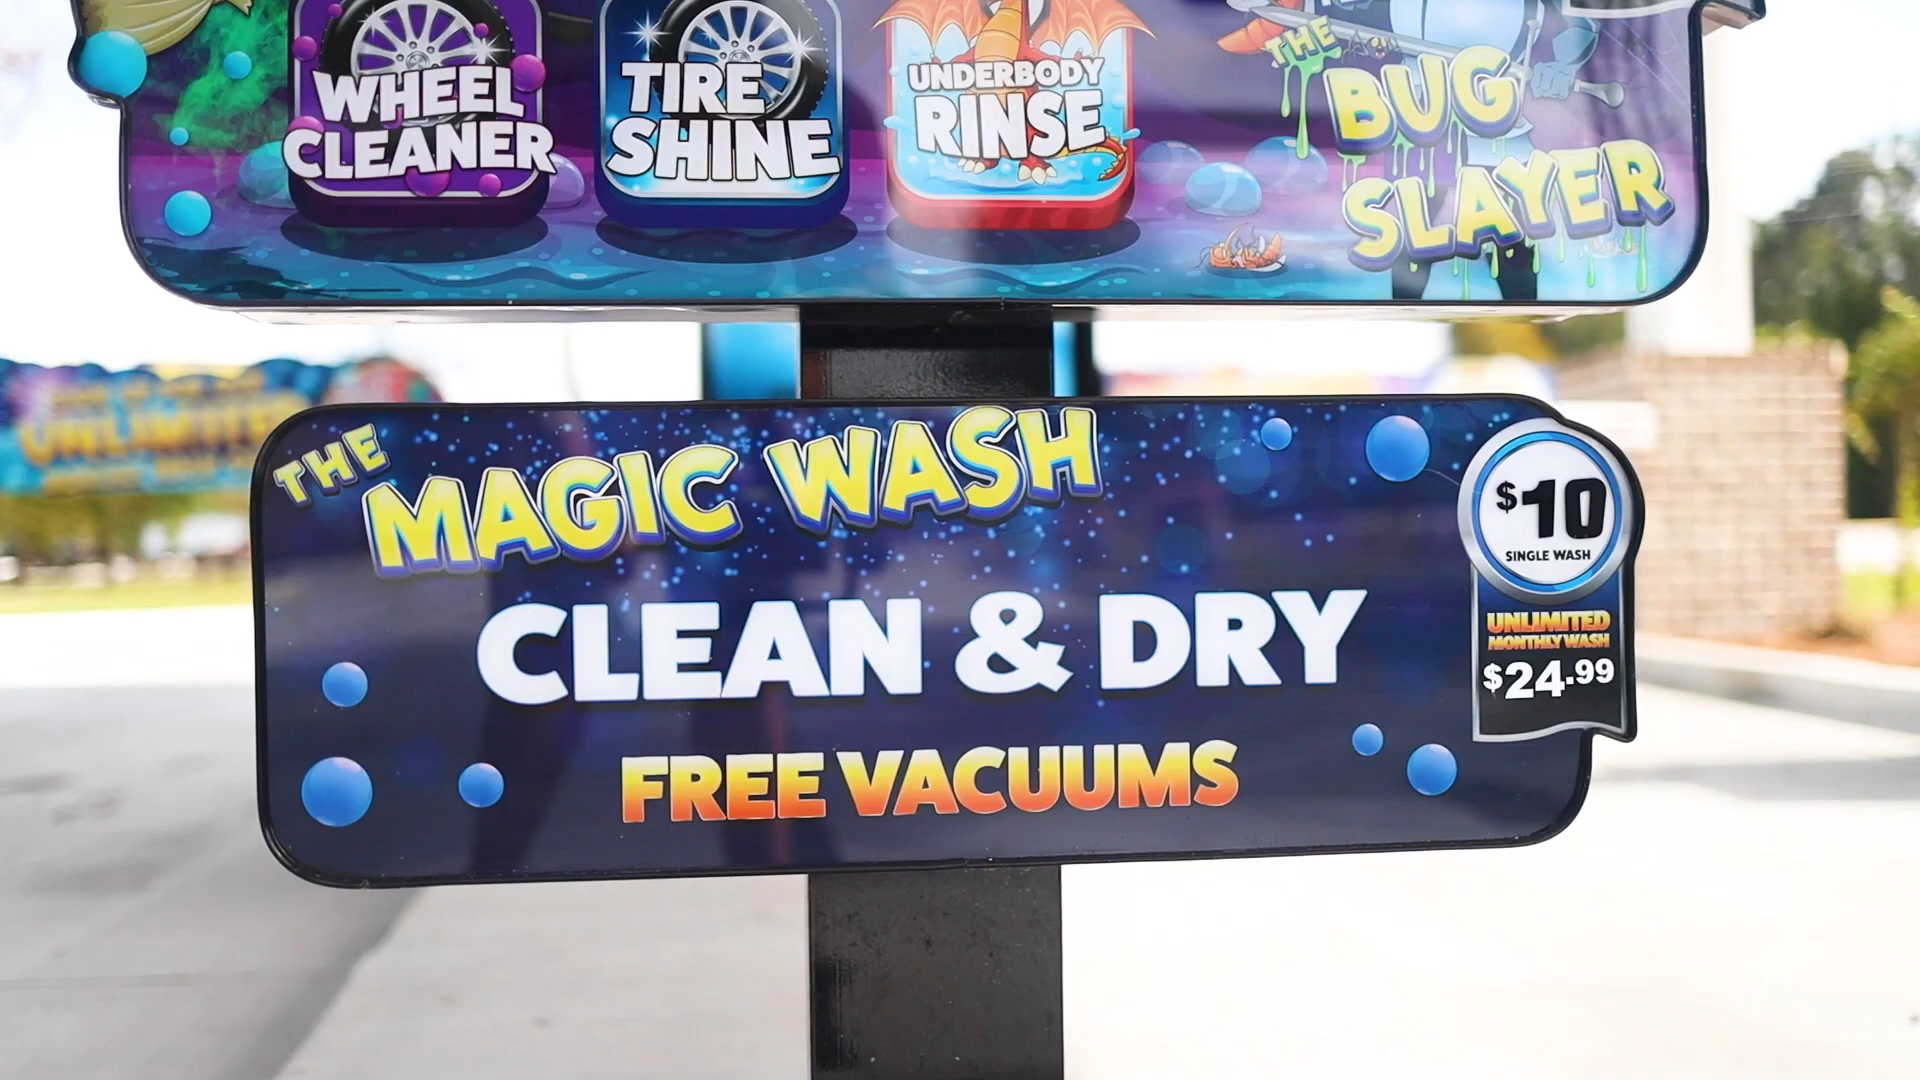 WHEEL
CLEANER
TIRE
SHINE
UNDERBODY
RINSE
THE
BUG
SLAYER
UNLIMITED
THE
MAGIC WASH
CLEAN & DRY
FREE VACUUMS
$10
SINGLE WASH
UNLIMITED
MONTHLY WASH
$24.99